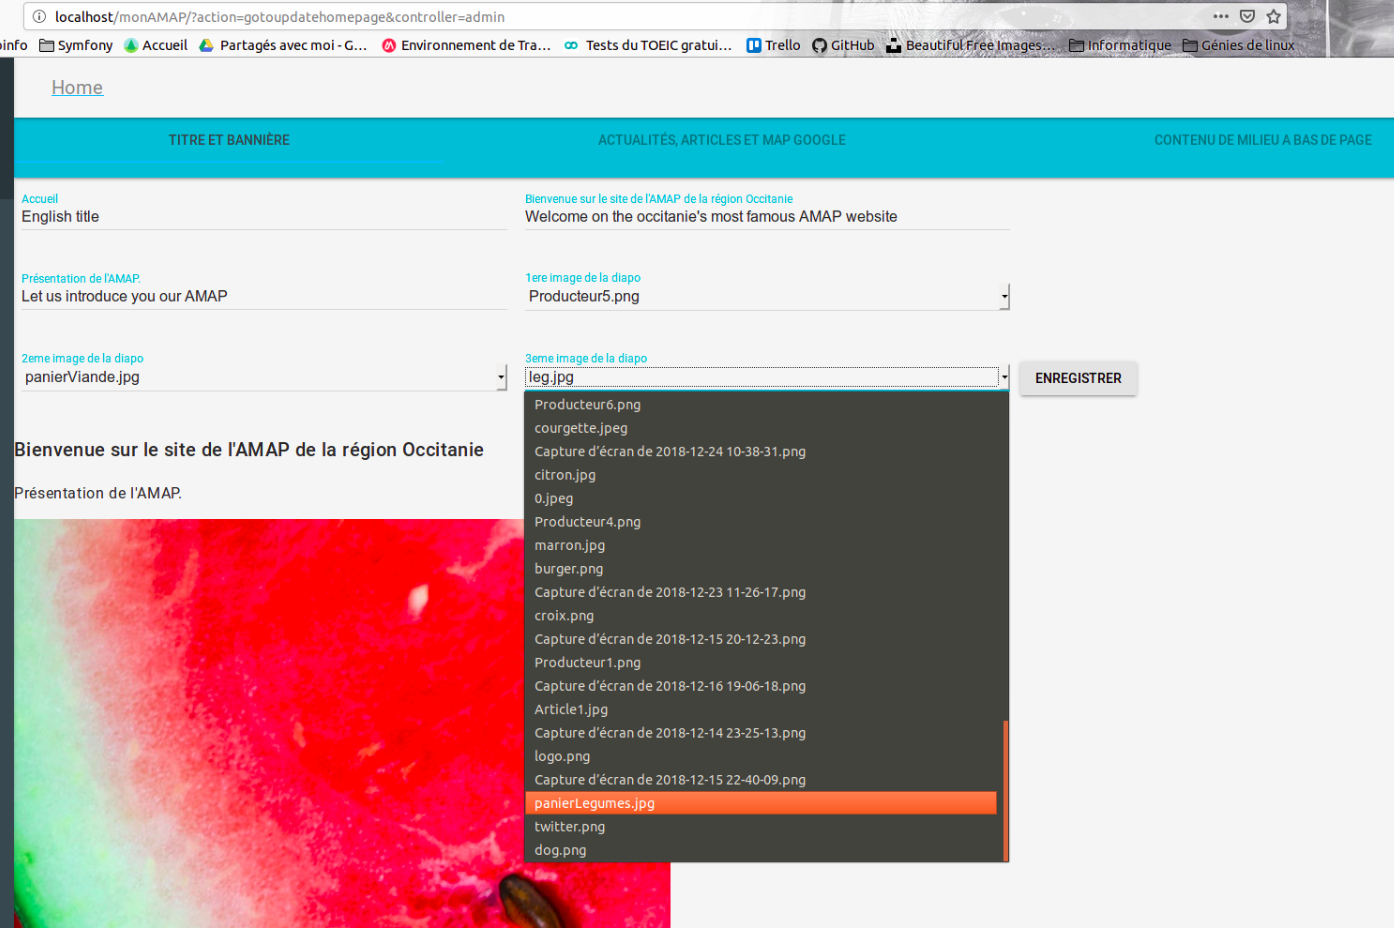 localhost/monAMAP/?action=gotoupdatehomepage&controller=admin
oinfo Symfony Accueil Partagés avec moi - G... Environnement de Tra... Tests du TOEIC gratui... Trello GitHub Beautiful Free Images... Informatique Génies de linux
Home
TITRE ET BANNIÈRE ACTUALITÉS, ARTICLES ET MAP GOOGLE CONTENU DE MILIEU A BAS DE PAGE
Accueil Bienvenue sur le site de l'AMAP de la région Occitanie
English title Welcome on the occitanie's most famous AMAP website
Présentation de l'AMAP. 1ere image de la diapo
Let us introduce you our AMAP Producteur5.png
2eme image de la diapo 3eme image de la diapo
panierViande.jpg leg.jpg ENREGISTRER
Producteur6.png
courgette.jpeg
Bienvenue sur le site de l'AMAP de la région Occitanie
Capture d'écran de 2018-12-24 10-38-31.png
citron.jpg
Présentation de l'AMAP.
0.jpeg
Producteur4.png
marron.jpg
burger.png
Capture d'écran de 2018-12-23 11-26-17.png
croix.png
Capture d'écran de 2018-12-15 20-12-23.png
Producteur1.png
Capture d'écran de 2018-12-16 19-06-18.png
Article1.jpg
Capture d'écran de 2018-12-14 23-25-13.png
logo.png
Capture d'écran de 2018-12-15 22-40-09.png
panierLegumes.jpg
twitter.png
dog.png